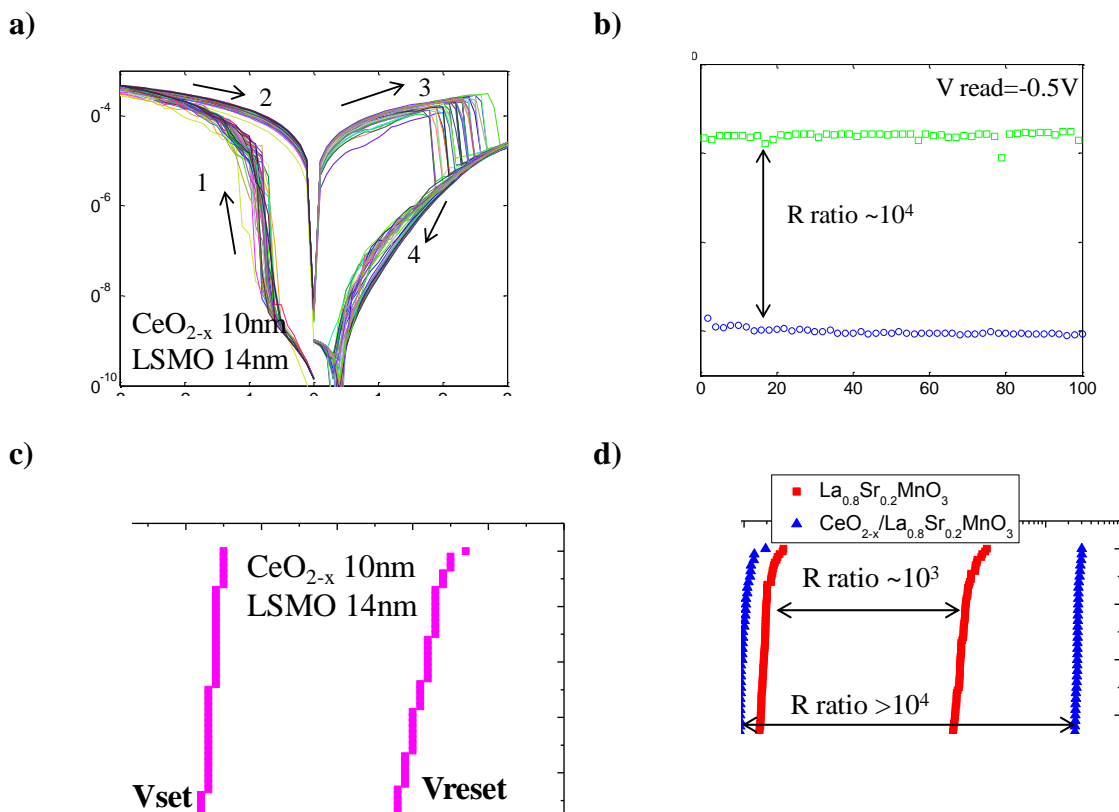 a)
0⁻⁴
0⁻⁶
0⁻⁸
0⁻¹⁰
2
3
1
4
CeO₂₋ₓ 10nm
LSMO 14nm
b)
0
V read=-0.5V
R ratio ~10⁴
0 20 40 60 80 100
c)
CeO₂₋ₓ 10nm
LSMO 14nm
Vset
Vreset
d)
La₀.₈Sr₀.₂MnO₃
CeO₂₋ₓ/La₀.₈Sr₀.₂MnO₃
R ratio ~10³
R ratio >10⁴